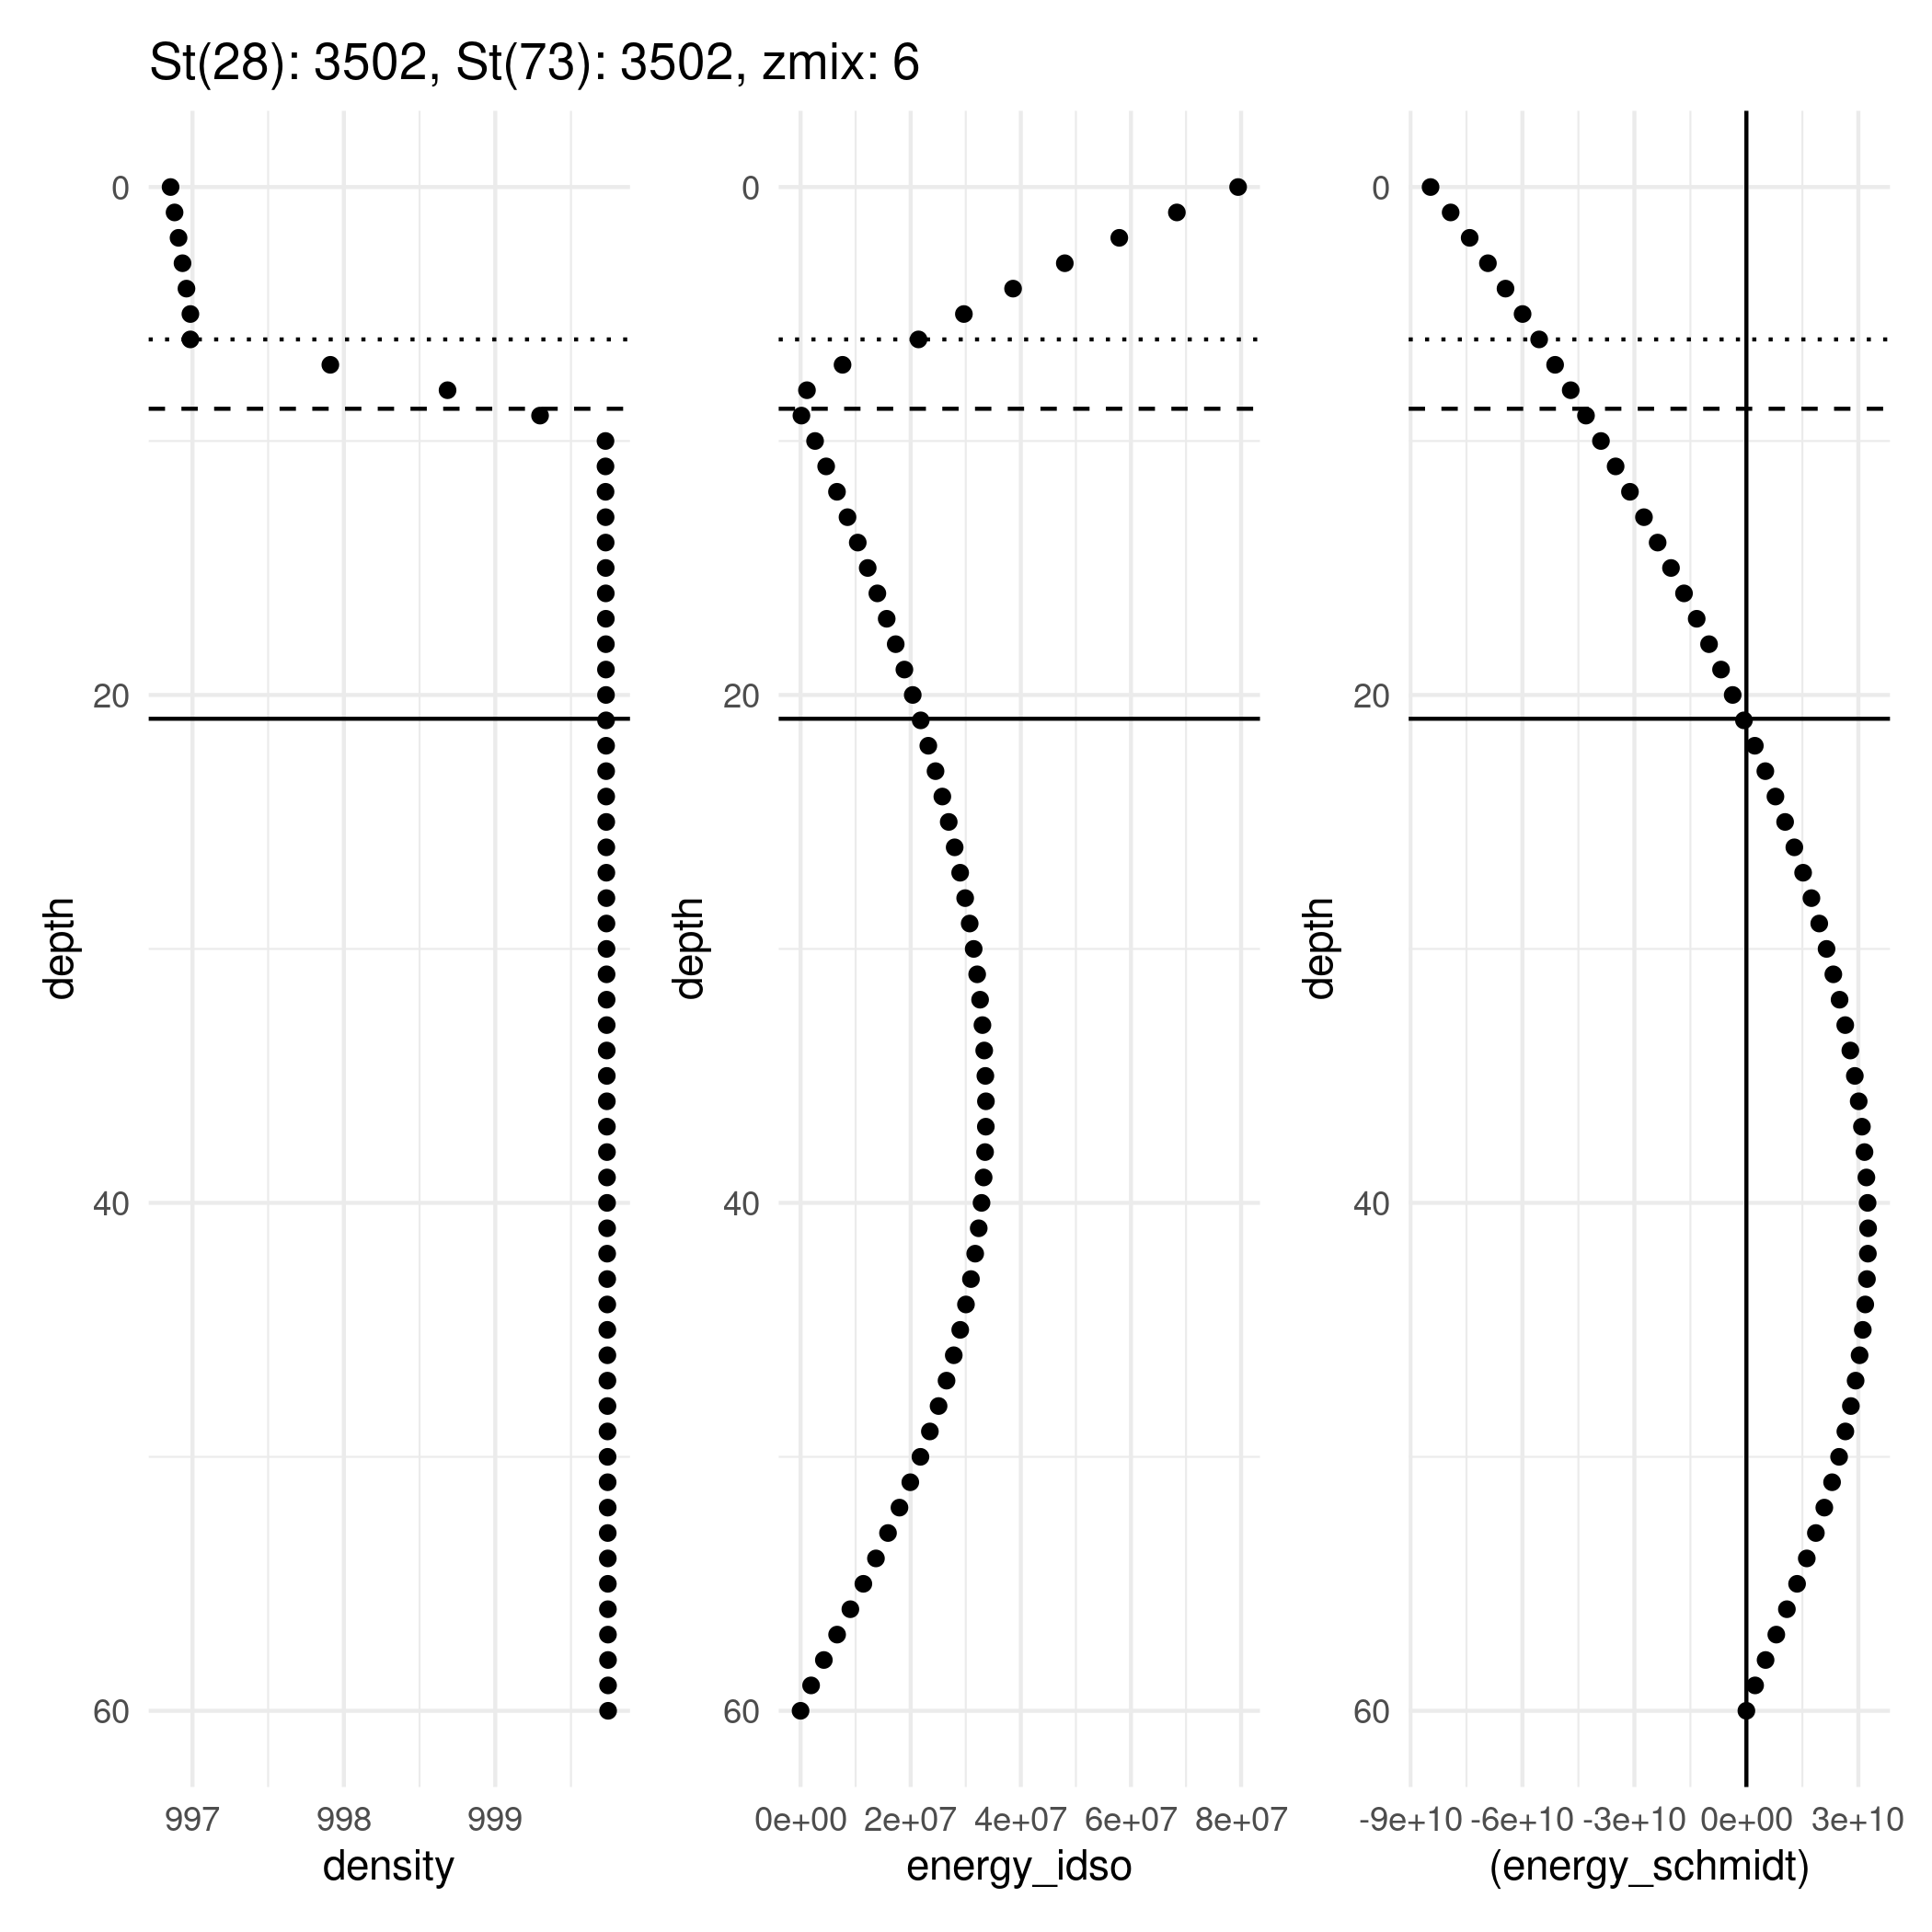 St(28): 3502, St(73): 3502, zmix: 6
0
20
40
60
depth
997 998 999
density
0
20
40
60
depth
0e+00 2e+07 4e+07 6e+07 8e+07
energy_idso
0
20
40
60
depth
-9e+10 -6e+10 -3e+10 0e+00 3e+10
(energy_schmidt)